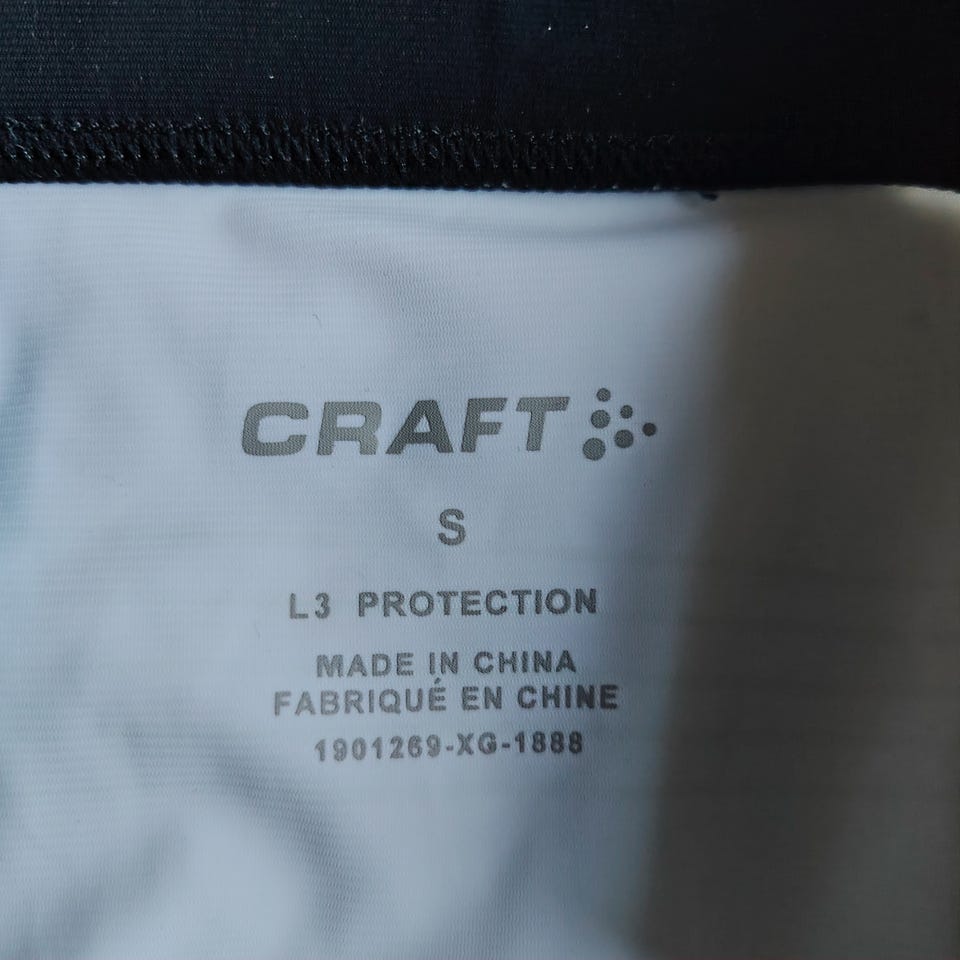 CRAFT
S
L3 PROTECTION
MADE IN CHINA
FABRIQUÉ EN CHINE
1901269-XG-1888